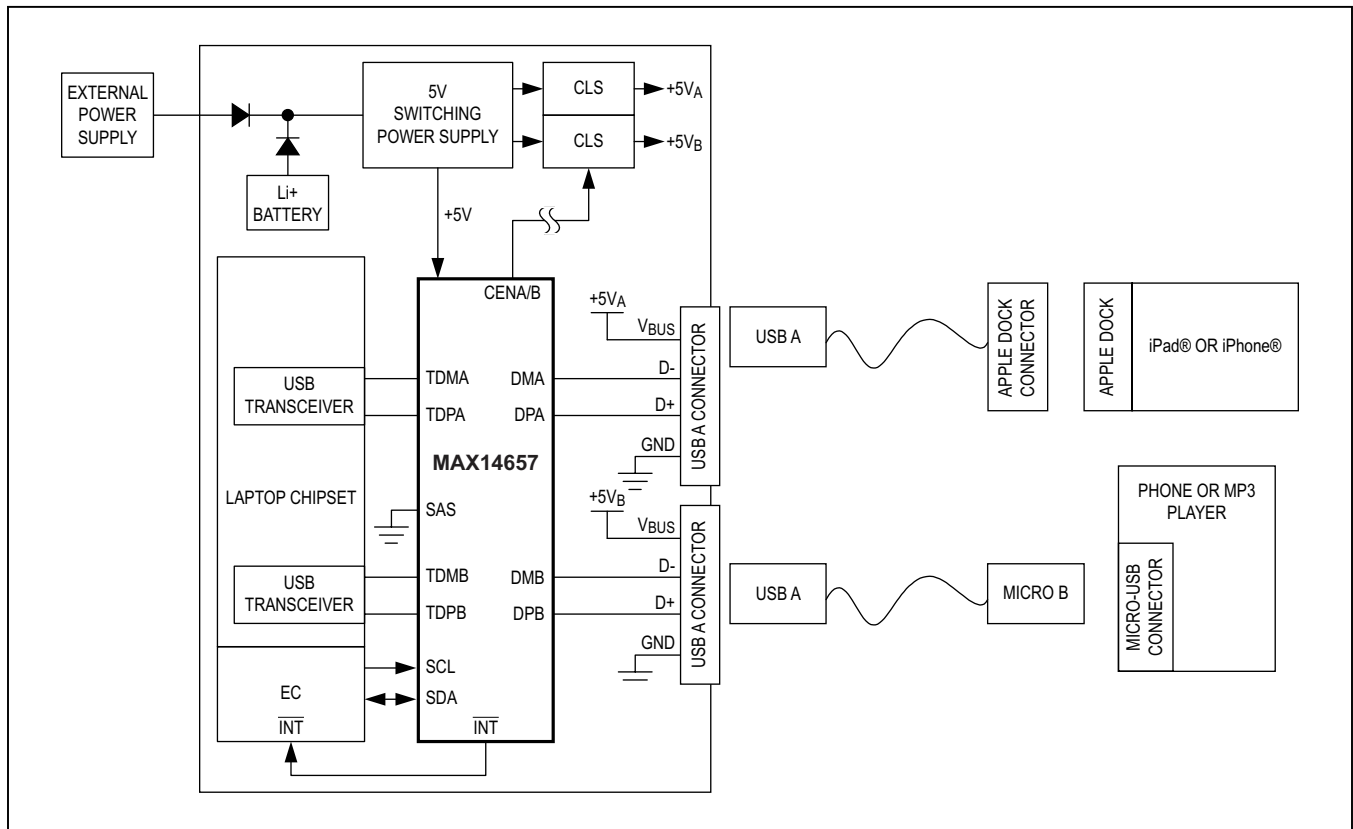 EXTERNAL
POWER
SUPPLY
Li+
BATTERY
5V
SWITCHING
POWER SUPPLY
CLS
CLS
+5VA
+5VB
+5V
LAPTOP CHIPSET
USB
TRANSCEIVER
USB
TRANSCEIVER
EC
INT
CENA/B
TDMA
TDPA
DMA
DPA
MAX14657
SAS
TDMB
TDPB
DMB
DPB
SCL
SDA
INT
+5VA
VBUS
D-
D+
GND
USB A CONNECTOR
+5VB
VBUS
D-
D+
GND
USB A CONNECTOR
USB A
APPLE DOCK
CONNECTOR
APPLE DOCK
iPad® OR iPhone®
USB A
MICRO B
PHONE OR MP3
PLAYER
MICRO-USB
CONNECTOR